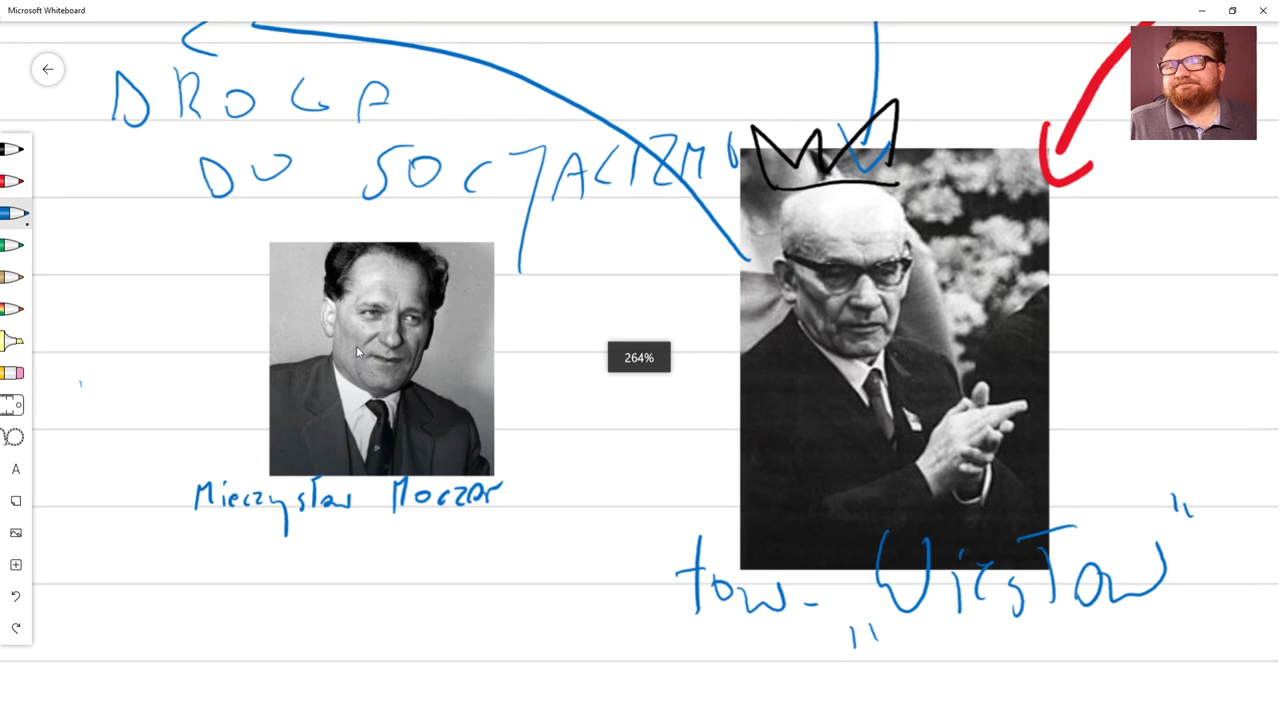 Microsoft Whiteboard
DROGA
DO SOCJALIZMU
264%
A
Mieczysław Moczar
tow. "Wiesław"